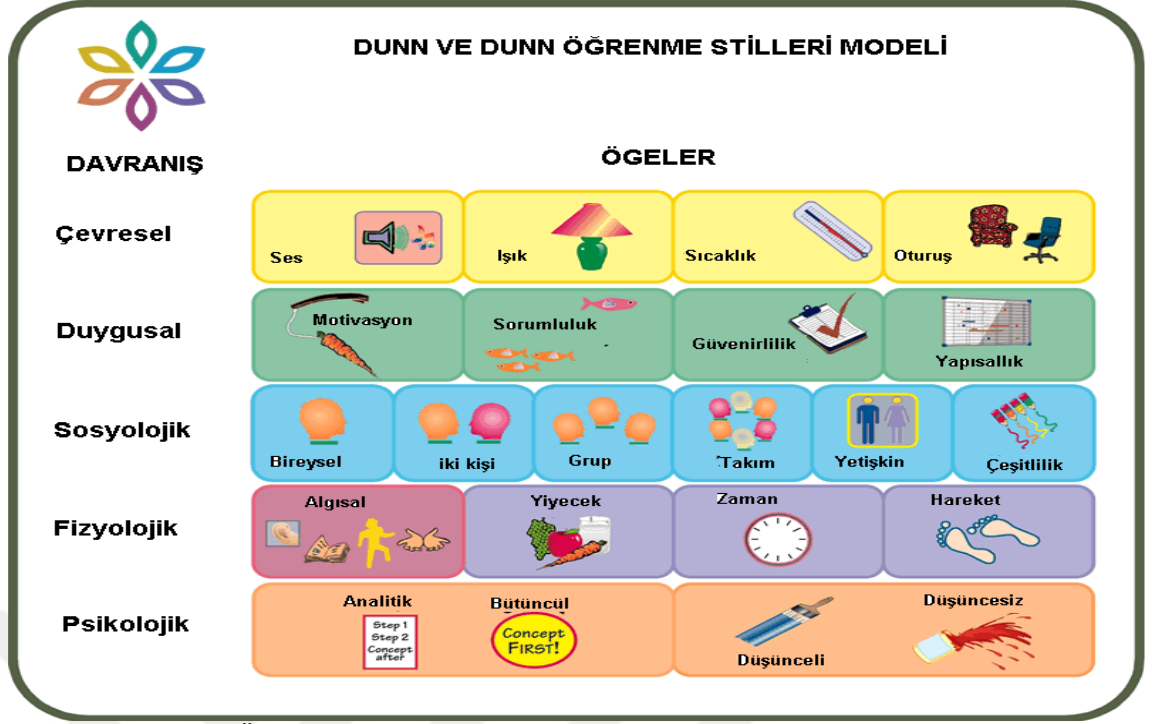 DUNN VE DUNN ÖĞRENME STİLLERİ MODELİ
DAVRANIŞ
ÖGELER
Çevresel
Ses
Işık
Sıcaklık
Oturuş
Duygusal
Motivasyon
Sorumluluk
Güvenirlilik
Yapısallık
Sosyolojik
Bireysel
iki kişi
Grup
Takım
Yetişkin
Çeşitlilik
Fizyolojik
Algısal
Yiyecek
Zaman
Hareket
Psikolojik
Analitik
Step 1
Step 2
Concept
after
Bütüncül
Concept
FIRST!
Düşünceli
Düşüncesiz